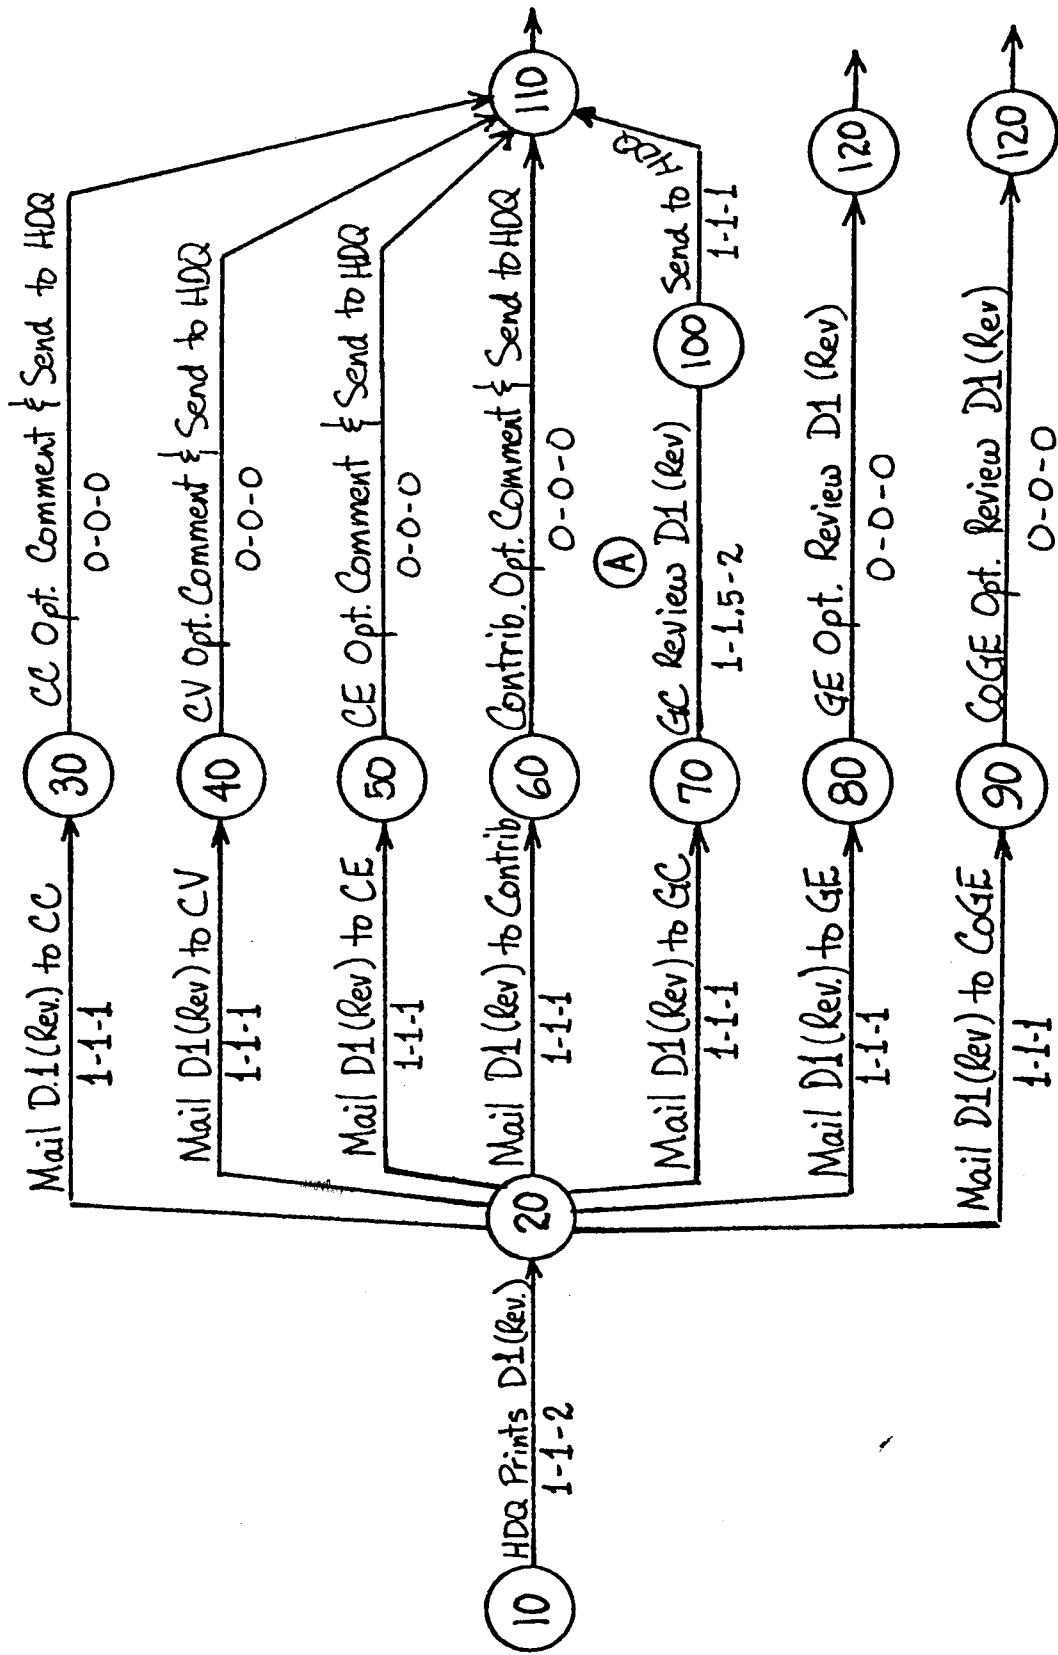 10
HDQ Prints D1(Rev.)
1-1-2
20
Mail D.1(Rev.) to CC
1-1-1
30
CC Opt. Comment & Send to HDQ
0-0-0
Mail D1(Rev) to CV
1-1-1
40
CV Opt. Comment & Send to HDQ
0-0-0
Mail D1(Rev) to CE
1-1-1
50
CE Opt. Comment & Send to HDQ
0-0-0
Mail D1(Rev) to Contrib
1-1-1
60
Contrib. Opt. Comment & Send to HDQ
0-0-0
110
Mail D1(Rev) to GC
1-1-1
70
A
GC Review D1(Rev)
1-1.5-2
100
Send to HDQ
1-1-1
Mail D1(Rev.) to GE
1-1-1
80
GE Opt. Review D1(Rev)
0-0-0
120
Mail D1(Rev) to CoGE
1-1-1
90
CoGE Opt. Review D1(Rev)
0-0-0
120